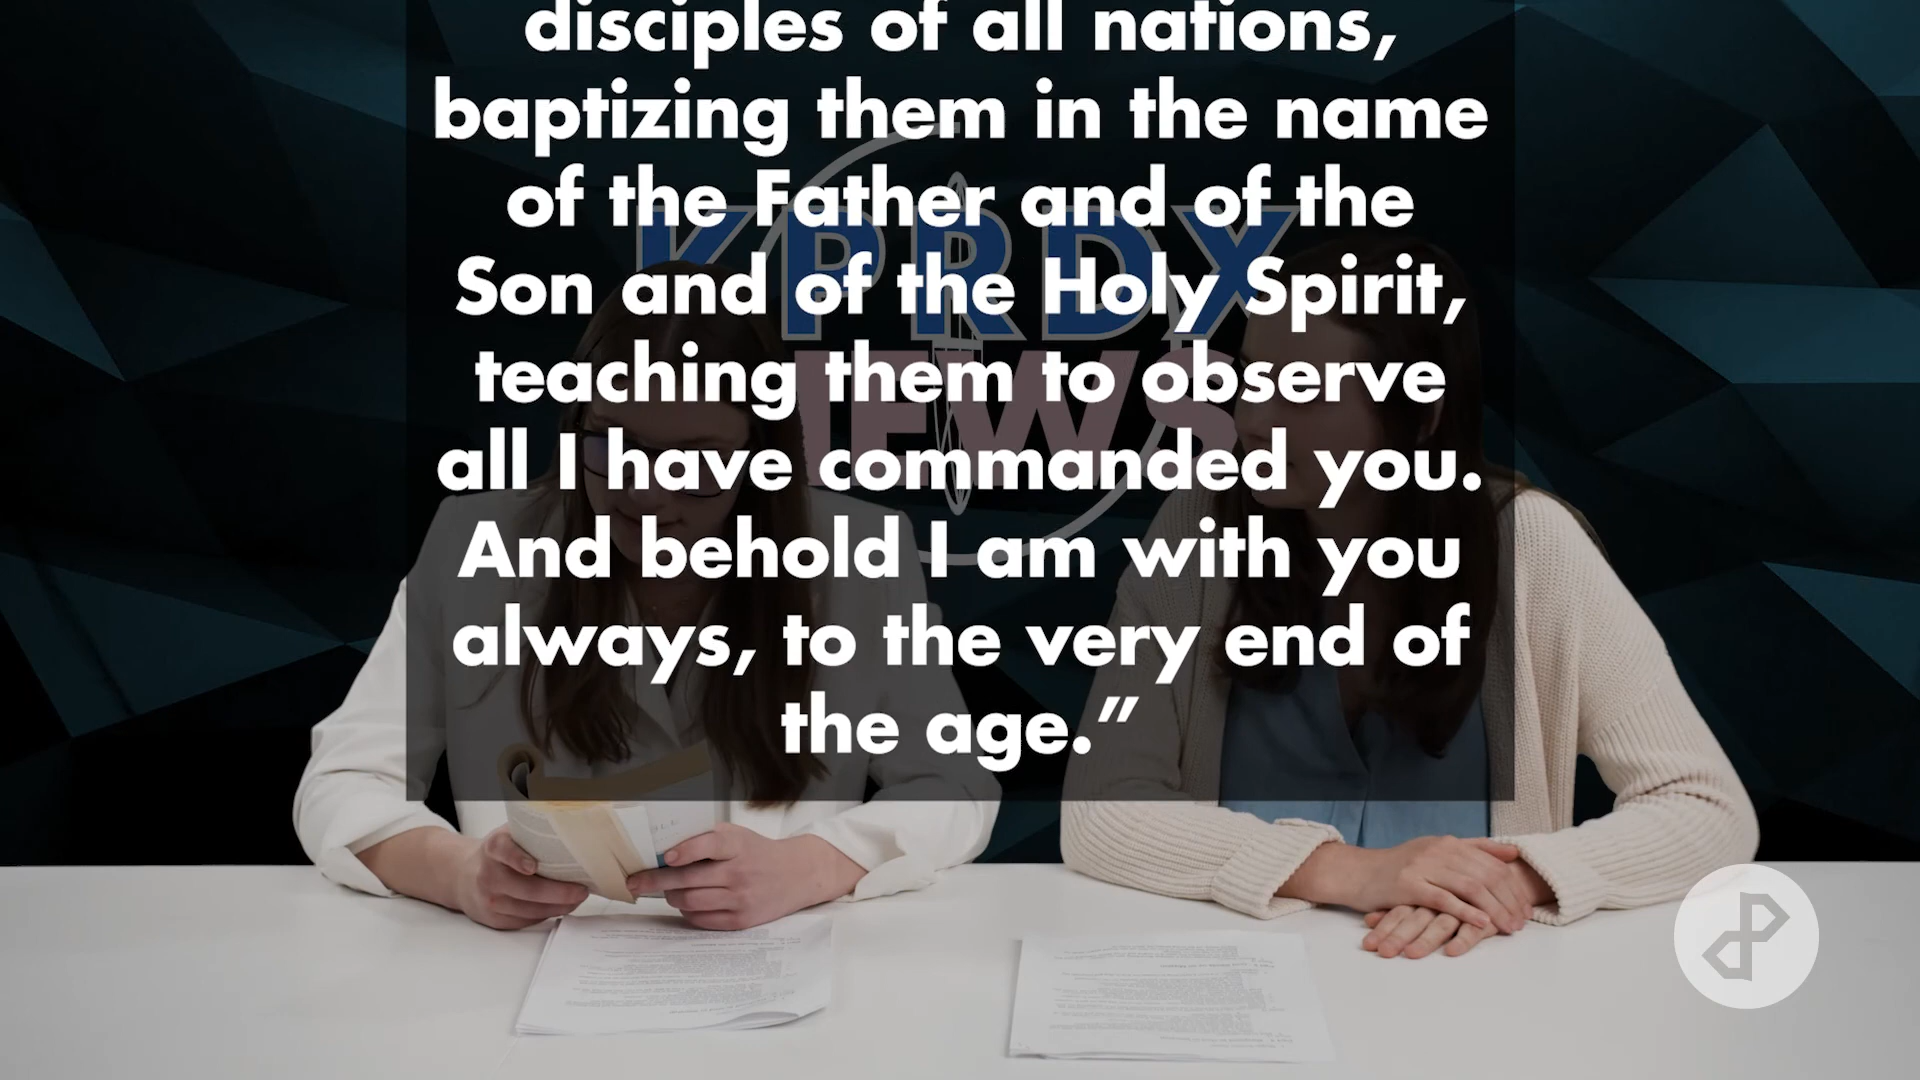 disciples of all nations,
baptizing them in the name
of the Father and of the
Son and of the Holy Spirit,
teaching them to observe
all I have commanded you.
And behold I am with you
always, to the very end of
the age.”
KPRDX
NEWS